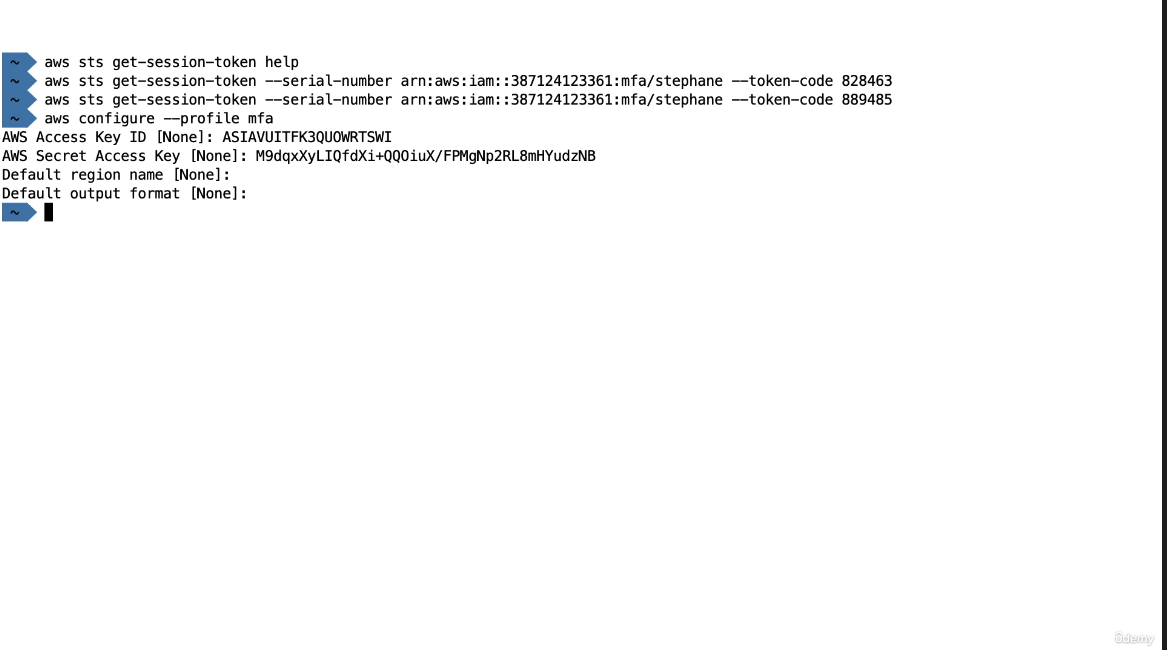 ~ aws sts get-session-token help
~ aws sts get-session-token --serial-number arn:aws:iam::387124123361:mfa/stephane --token-code 828463
~ aws sts get-session-token --serial-number arn:aws:iam::387124123361:mfa/stephane --token-code 889485
~ aws configure --profile mfa
AWS Access Key ID [None]: ASIAVUITFK3QUOWRTSWI
AWS Secret Access Key [None]: M9dqxXyLIQfdXi+QQOiuX/FPMgNp2RL8mHYudzNB
Default region name [None]:
Default output format [None]:
~
ûdemy